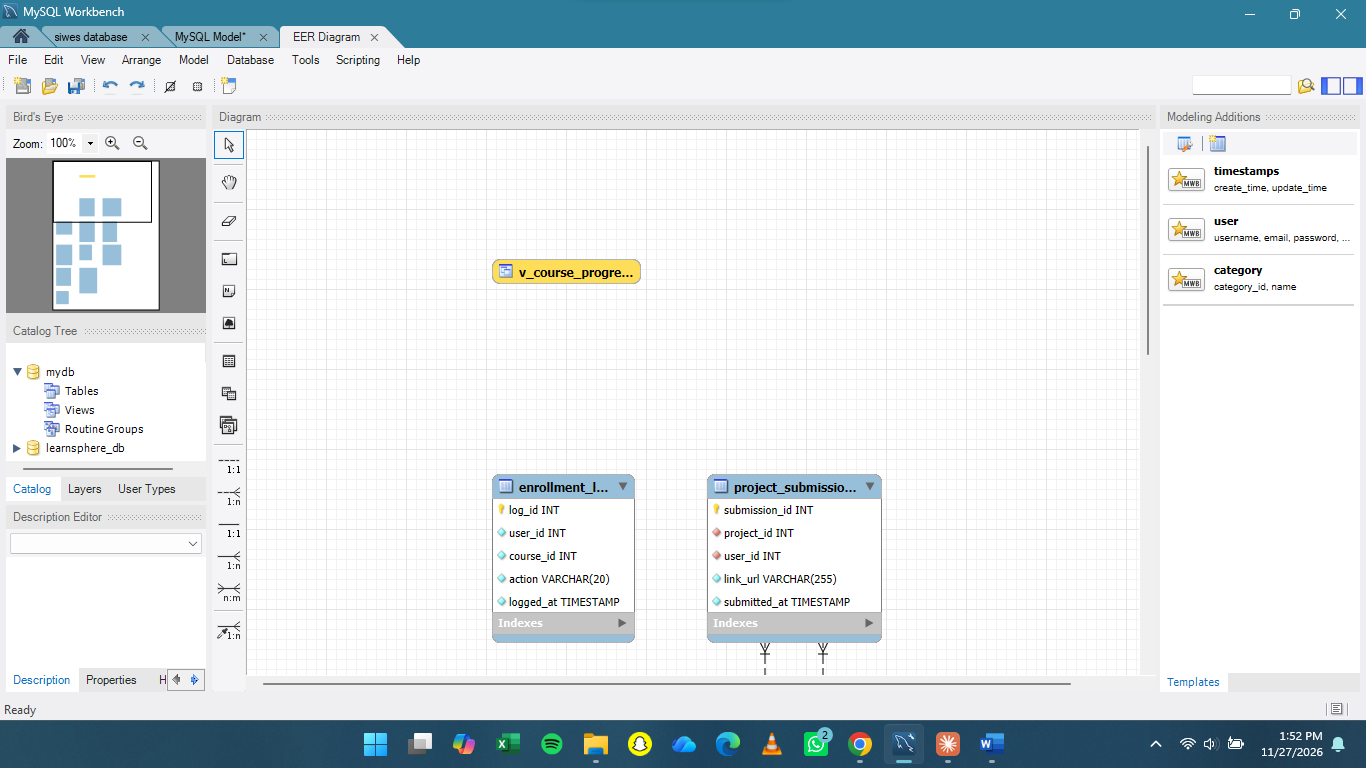 MySQL Workbench
siwes database
MySQL Model*
EER Diagram
File Edit View Arrange Model Database Tools Scripting Help
Bird's Eye
Zoom: 100%
Catalog Tree
mydb
Tables
Views
Routine Groups
learnsphere_db
Catalog Layers User Types
Description Editor
Description Properties H
Diagram
1:1
1:n
1:1
1:n
n:m
1:n
v_course_progre...
enrollment_l...
log_id INT
user_id INT
course_id INT
action VARCHAR(20)
logged_at TIMESTAMP
Indexes
project_submissio...
submission_id INT
project_id INT
user_id INT
link_url VARCHAR(255)
submitted_at TIMESTAMP
Indexes
Modeling Additions
MWB
timestamps
create_time, update_time
MWB
user
username, email, password, ...
MWB
category
category_id, name
Templates
Ready
2
1:52 PM
11/27/2026